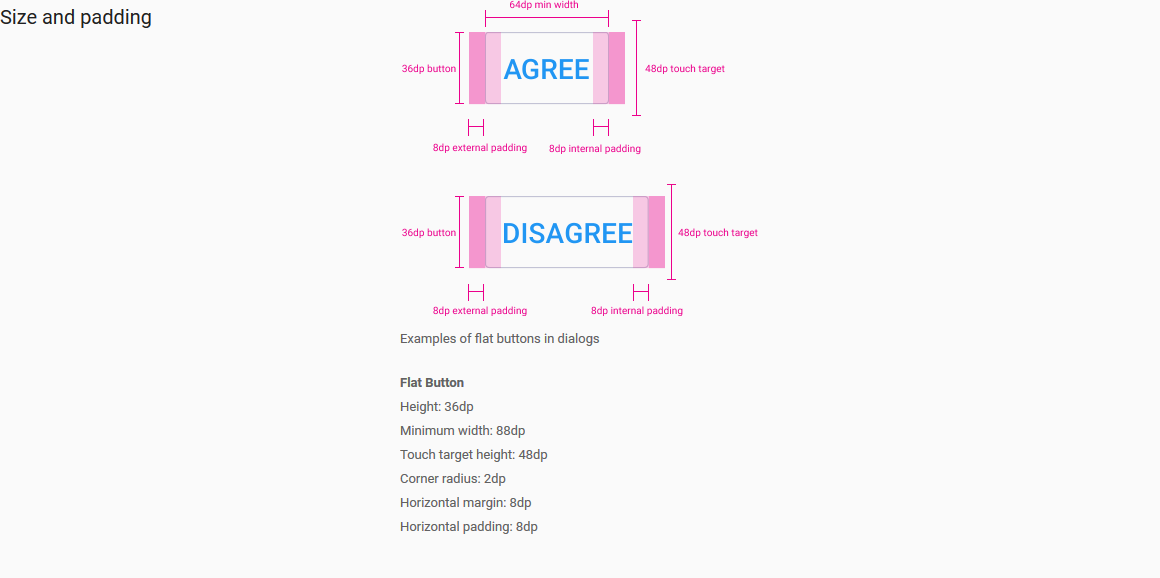 Size and padding
64dp min width
36dp button
AGREE
48dp touch target
8dp external padding
8dp internal padding
36dp button
DISAGREE
48dp touch target
8dp external padding
8dp internal padding
Examples of flat buttons in dialogs
Flat Button
Height: 36dp
Minimum width: 88dp
Touch target height: 48dp
Corner radius: 2dp
Horizontal margin: 8dp
Horizontal padding: 8dp